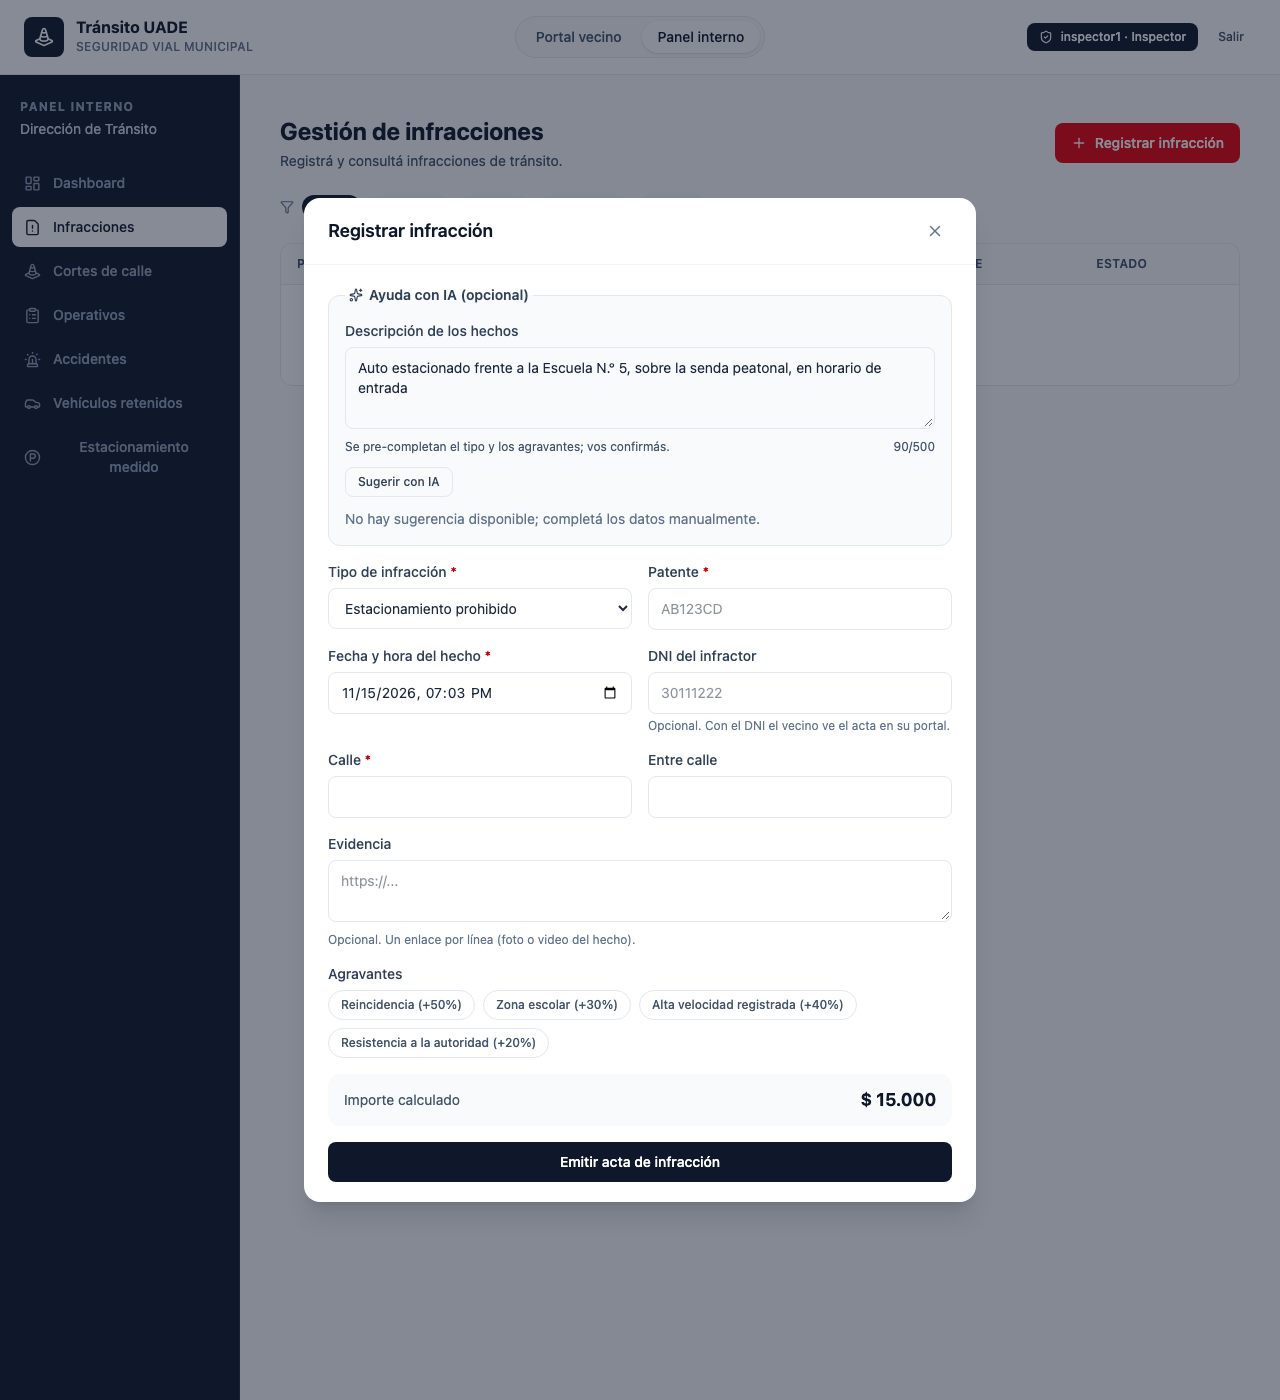 Tránsito UADE
SEGURIDAD VIAL MUNICIPAL
Portal vecino
Panel interno
inspector1 · Inspector
Salir
PANEL INTERNO
Dirección de Tránsito
Dashboard
Infracciones
Cortes de calle
Operativos
Accidentes
Vehículos retenidos
Estacionamiento
medido
Gestión de infracciones
Registrá y consultá infracciones de tránsito.
Registrar infracción
ESTADO
Registrar infracción
Ayuda con IA (opcional)
Descripción de los hechos
Auto estacionado frente a la Escuela N.º 5, sobre la senda peatonal, en horario de
entrada
Se pre-completan el tipo y los agravantes; vos confirmás.
90/500
Sugerir con IA
No hay sugerencia disponible; completá los datos manualmente.
Tipo de infracción *
Patente *
Estacionamiento prohibido
AB123CD
Fecha y hora del hecho *
DNI del infractor
11/15/2026, 07:03 PM
30111222
Opcional. Con el DNI el vecino ve el acta en su portal.
Calle *
Entre calle
Evidencia
https://...
Opcional. Un enlace por línea (foto o video del hecho).
Agravantes
Reincidencia (+50%)
Zona escolar (+30%)
Alta velocidad registrada (+40%)
Resistencia a la autoridad (+20%)
Importe calculado
$ 15.000
Emitir acta de infracción